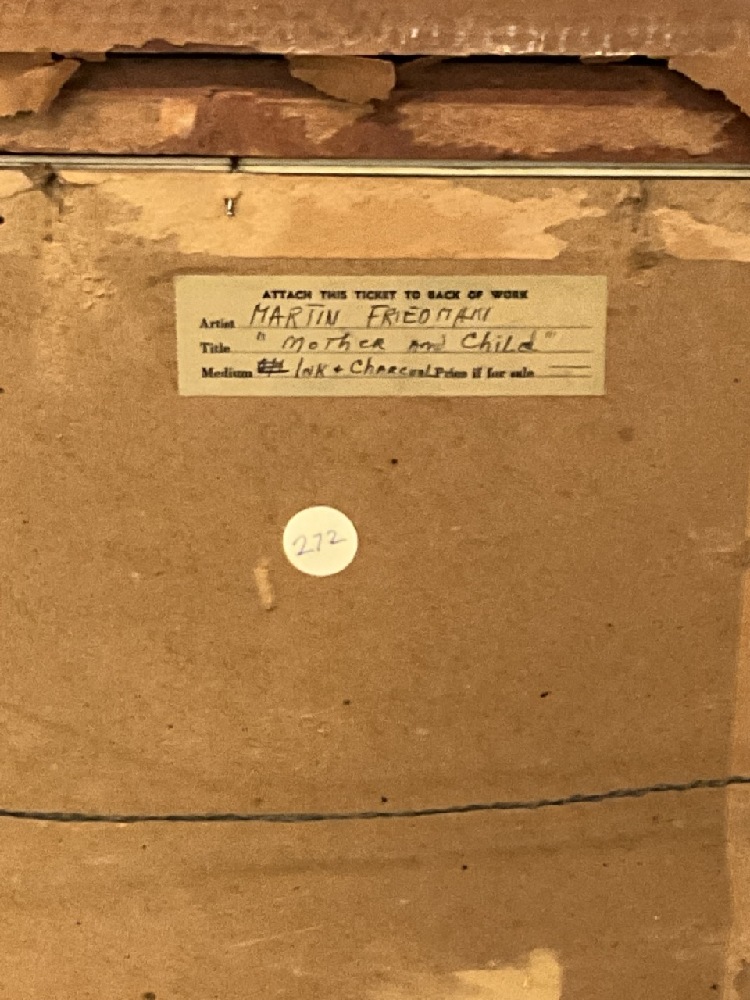 ATTACH THIS TICKET TO BACK OF WORK
Artist MARTIN FRIEDMAN
Title "Mother and Child"
Medium INK + Charcoal Price if for sale
272